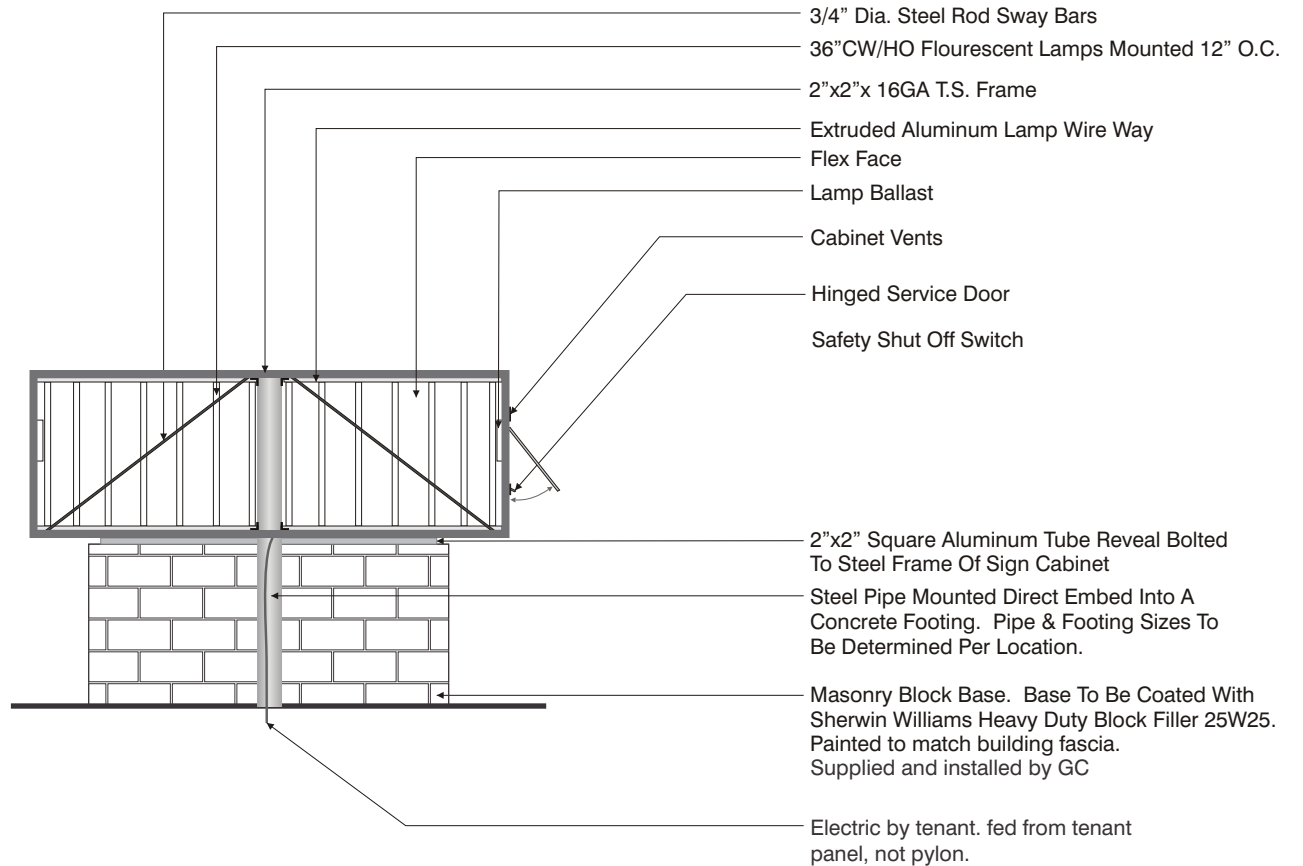 3/4" Dia. Steel Rod Sway Bars
36"CW/HO Flourescent Lamps Mounted 12" O.C.
2"x2"x 16GA T.S. Frame
Extruded Aluminum Lamp Wire Way
Flex Face
Lamp Ballast
Cabinet Vents
Hinged Service Door
Safety Shut Off Switch
2"x2" Square Aluminum Tube Reveal Bolted
To Steel Frame Of Sign Cabinet
Steel Pipe Mounted Direct Embed Into A
Concrete Footing. Pipe & Footing Sizes To
Be Determined Per Location.
Masonry Block Base. Base To Be Coated With
Sherwin Williams Heavy Duty Block Filler 25W25.
Painted to match building fascia.
Supplied and installed by GC
Electric by tenant. fed from tenant
panel, not pylon.